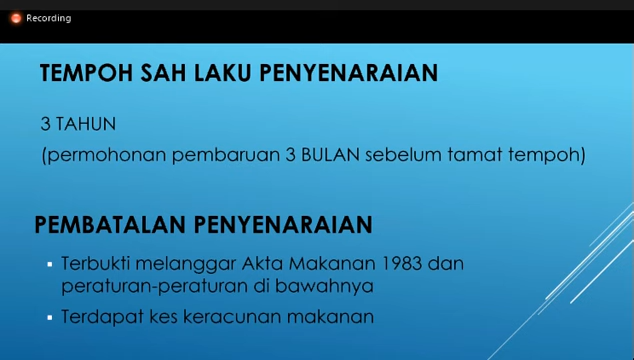 Recording
TEMPOH SAH LAKU PENYENARAIAN
3 TAHUN
(permohonan pembaruan 3 BULAN sebelum tamat tempoh)
PEMBATALAN PENYENARAIAN
▪ Terbukti melanggar Akta Makanan 1983 dan
peraturan-peraturan di bawahnya
▪ Terdapat kes keracunan makanan